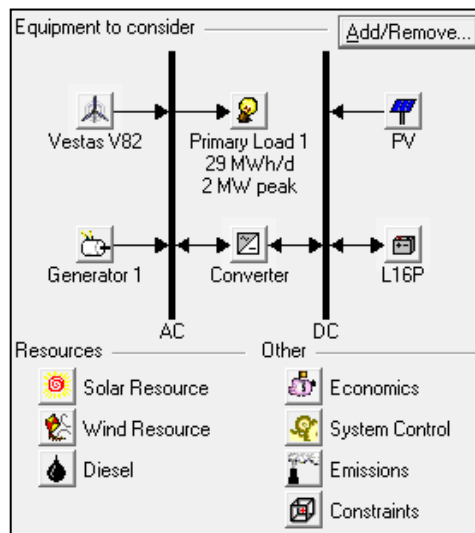 Equipment to consider
Add/Remove...
Vestas V82
Primary Load 1
29 MWh/d
2 MW peak
PV
Generator 1
Converter
L16P
AC
DC
Resources
Other
Solar Resource
Economics
Wind Resource
System Control
Diesel
Emissions
Constraints